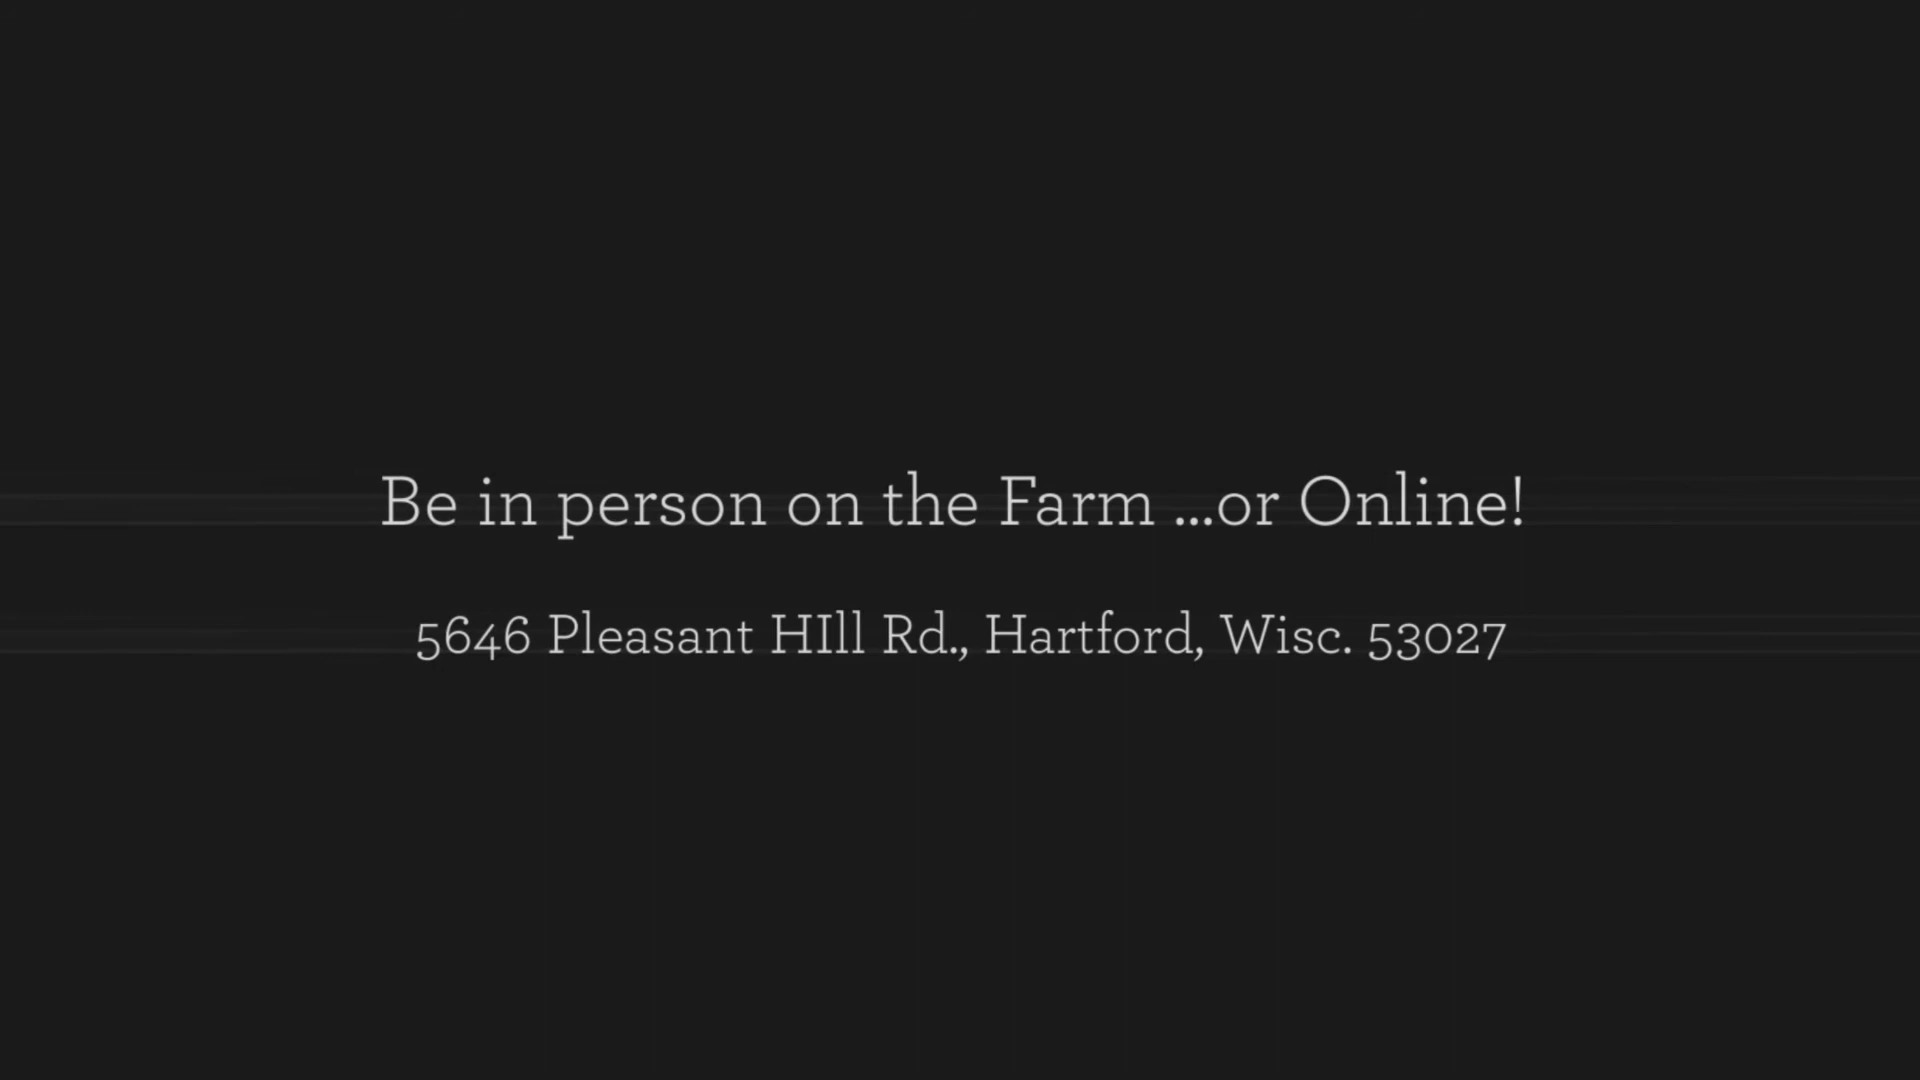 Be in person on the Farm ...or Online!
5646 Pleasant HIll Rd., Hartford, Wisc. 53027